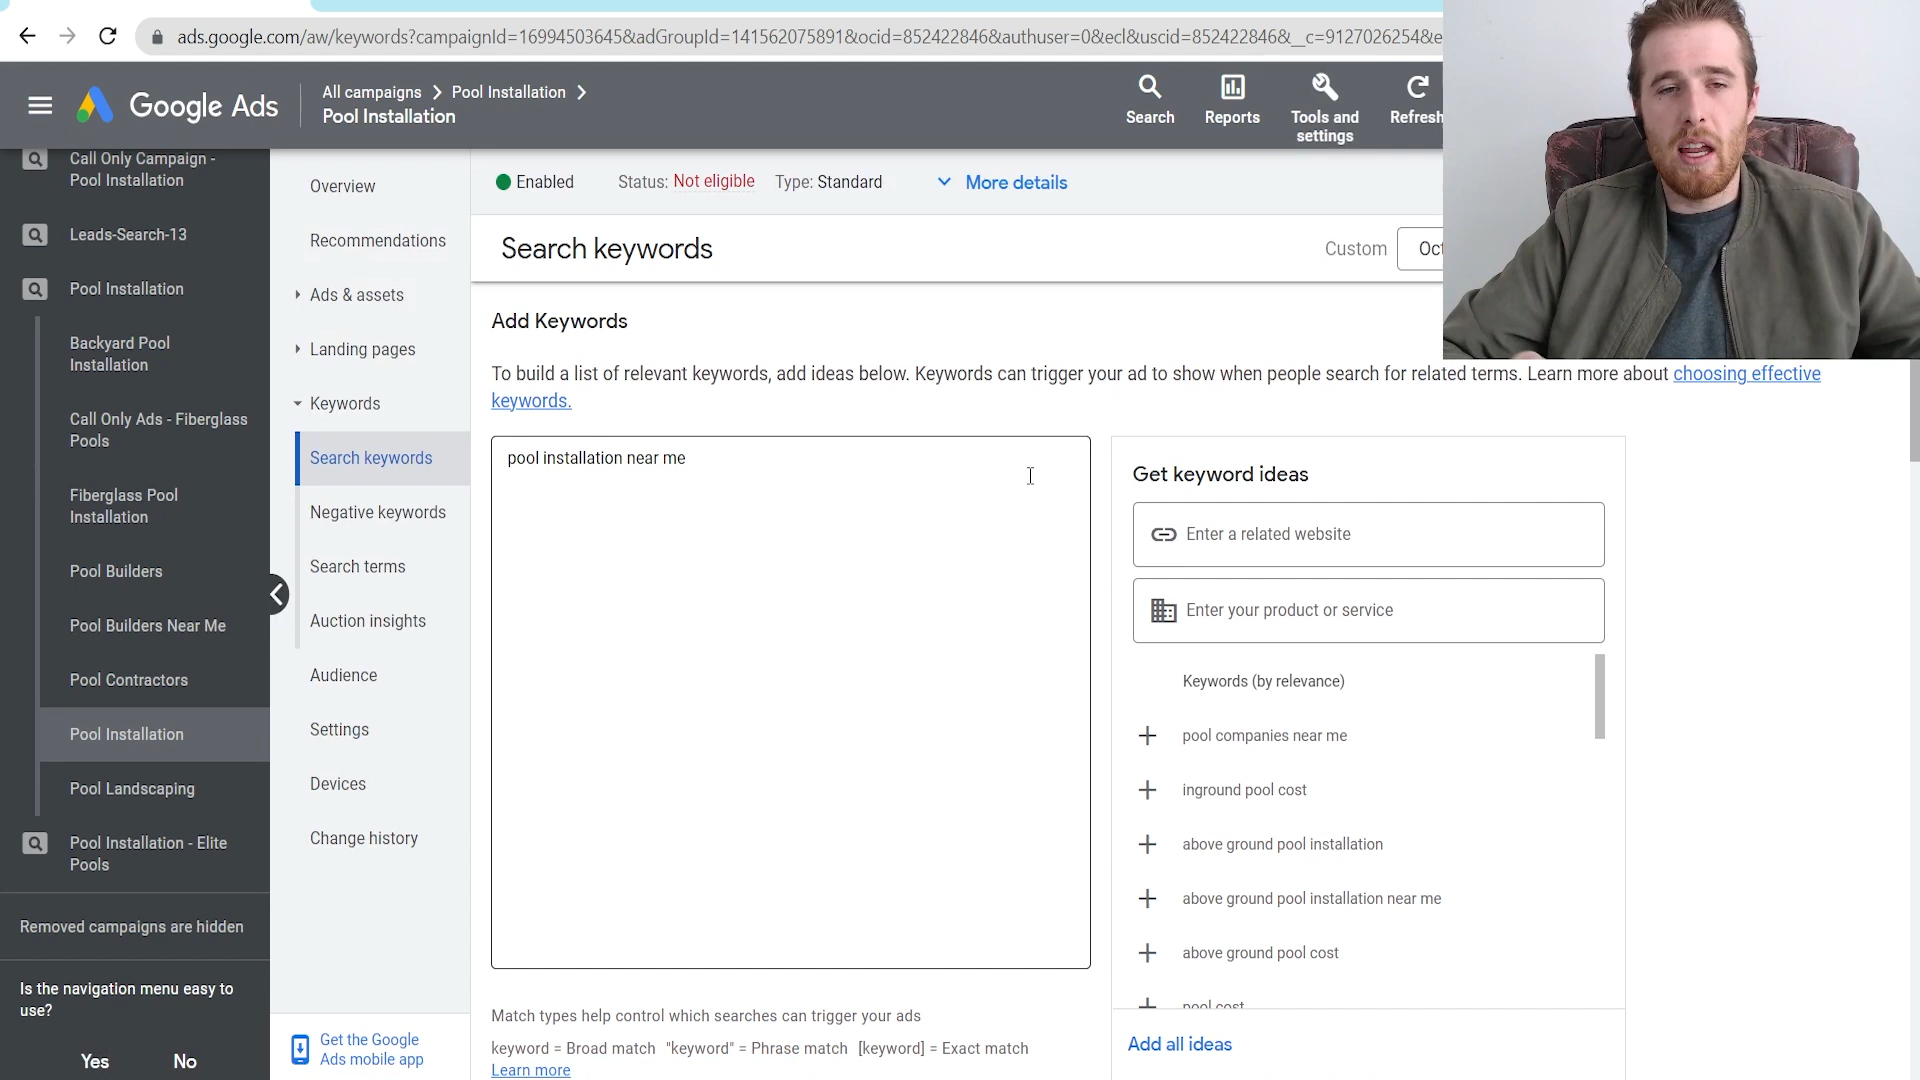 ads.google.com/aw/keywords?campaignId=16994503645&adGroupId=141562075891&ocid=852422846&authuser=0&ecl&uscid=852422846&__c=9127026254&e
Google Ads
All campaigns > Pool Installation >
Pool Installation
Search
Reports
Tools and
settings
Refresh
Call Only Campaign -
Pool Installation
Leads-Search-13
Pool Installation
Backyard Pool
Installation
Call Only Ads - Fiberglass
Pools
Fiberglass Pool
Installation
Pool Builders
Pool Builders Near Me
Pool Contractors
Pool Installation
Pool Landscaping
Pool Installation - Elite
Pools
Removed campaigns are hidden
Is the navigation menu easy to
use?
Yes No
Overview
Recommendations
Ads & assets
Landing pages
Keywords
Search keywords
Negative keywords
Search terms
Auction insights
Audience
Settings
Devices
Change history
Get the Google
Ads mobile app
Enabled Status: Not eligible Type: Standard More details
Search keywords
Custom Oct
Add Keywords
To build a list of relevant keywords, add ideas below. Keywords can trigger your ad to show when people search for related terms. Learn more about choosing effective
keywords.
pool installation near me
Match types help control which searches can trigger your ads
keyword = Broad match "keyword" = Phrase match [keyword] = Exact match
Learn more
Get keyword ideas
Enter a related website
Enter your product or service
Keywords (by relevance)
pool companies near me
inground pool cost
above ground pool installation
above ground pool installation near me
above ground pool cost
pool cost
Add all ideas